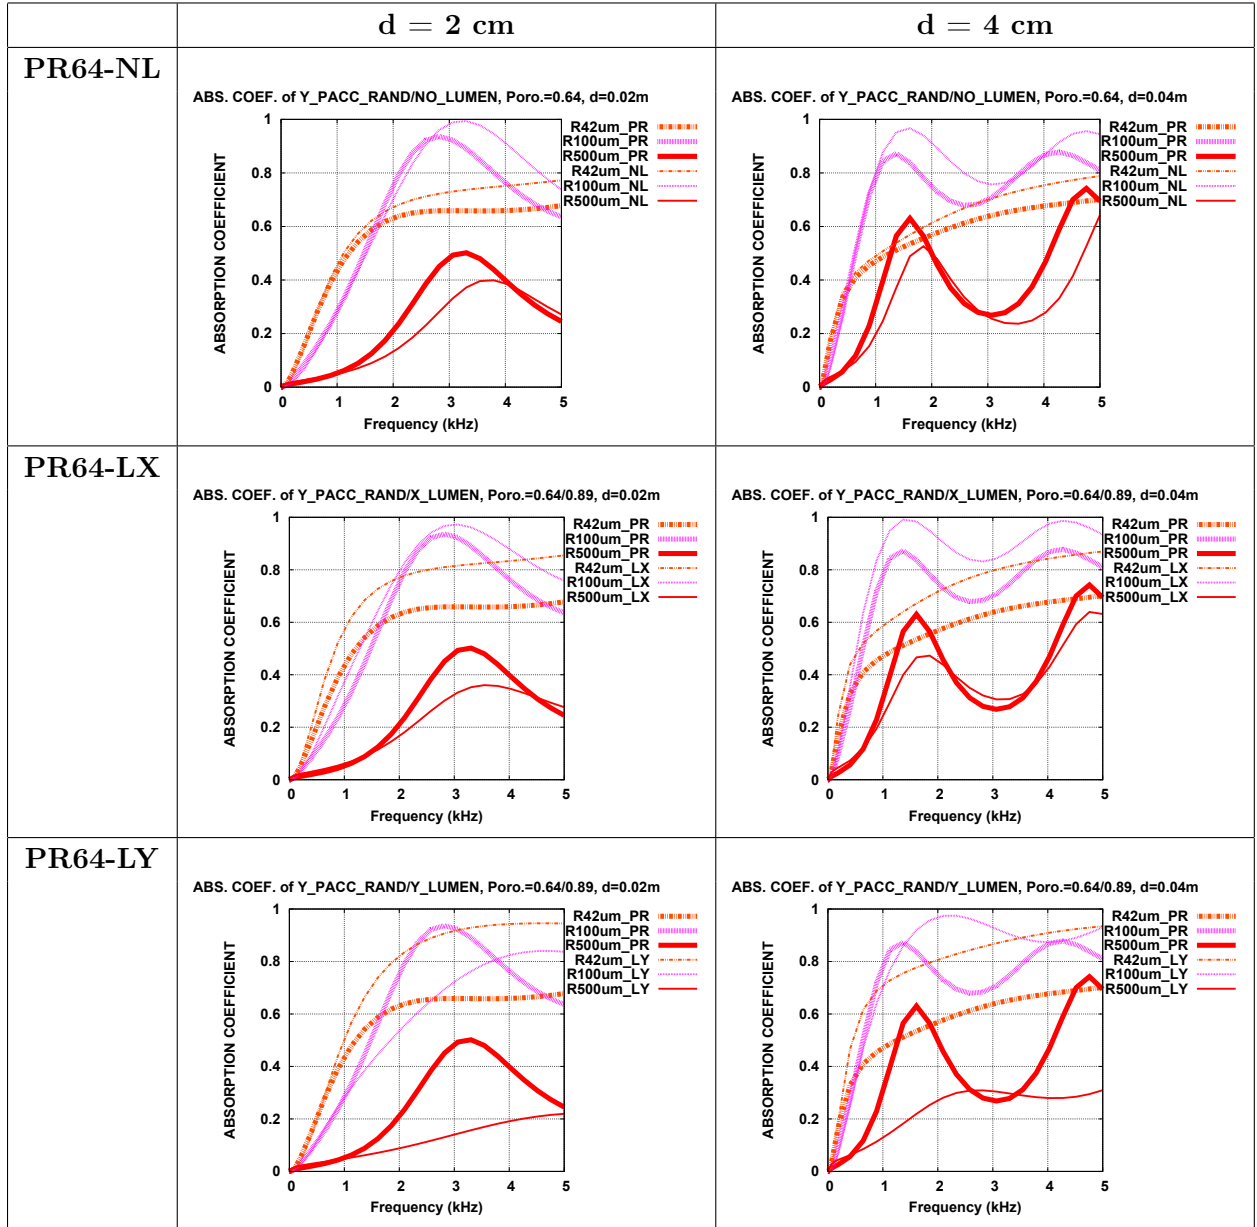 d = 2 cm
d = 4 cm
PR64-NL
ABS. COEF. of Y_PACC_RAND/NO_LUMEN, Poro.=0.64, d=0.02m
R42um_PR
R100um_PR
R500um_PR
R42um_NL
R100um_NL
R500um_NL
ABSORPTION COEFFICIENT
1
0.8
0.6
0.4
0.2
0
0 1 2 3 4 5
Frequency (kHz)
ABS. COEF. of Y_PACC_RAND/NO_LUMEN, Poro.=0.64, d=0.04m
R42um_PR
R100um_PR
R500um_PR
R42um_NL
R100um_NL
R500um_NL
ABSORPTION COEFFICIENT
1
0.8
0.6
0.4
0.2
0
0 1 2 3 4 5
Frequency (kHz)
PR64-LX
ABS. COEF. of Y_PACC_RAND/X_LUMEN, Poro.=0.64/0.89, d=0.02m
R42um_PR
R100um_PR
R500um_PR
R42um_LX
R100um_LX
R500um_LX
ABSORPTION COEFFICIENT
1
0.8
0.6
0.4
0.2
0
0 1 2 3 4 5
Frequency (kHz)
ABS. COEF. of Y_PACC_RAND/X_LUMEN, Poro.=0.64/0.89, d=0.04m
R42um_PR
R100um_PR
R500um_PR
R42um_LX
R100um_LX
R500um_LX
ABSORPTION COEFFICIENT
1
0.8
0.6
0.4
0.2
0
0 1 2 3 4 5
Frequency (kHz)
PR64-LY
ABS. COEF. of Y_PACC_RAND/Y_LUMEN, Poro.=0.64/0.89, d=0.02m
R42um_PR
R100um_PR
R500um_PR
R42um_LY
R100um_LY
R500um_LY
ABSORPTION COEFFICIENT
1
0.8
0.6
0.4
0.2
0
0 1 2 3 4 5
Frequency (kHz)
ABS. COEF. of Y_PACC_RAND/Y_LUMEN, Poro.=0.64/0.89, d=0.04m
R42um_PR
R100um_PR
R500um_PR
R42um_LY
R100um_LY
R500um_LY
ABSORPTION COEFFICIENT
1
0.8
0.6
0.4
0.2
0
0 1 2 3 4 5
Frequency (kHz)